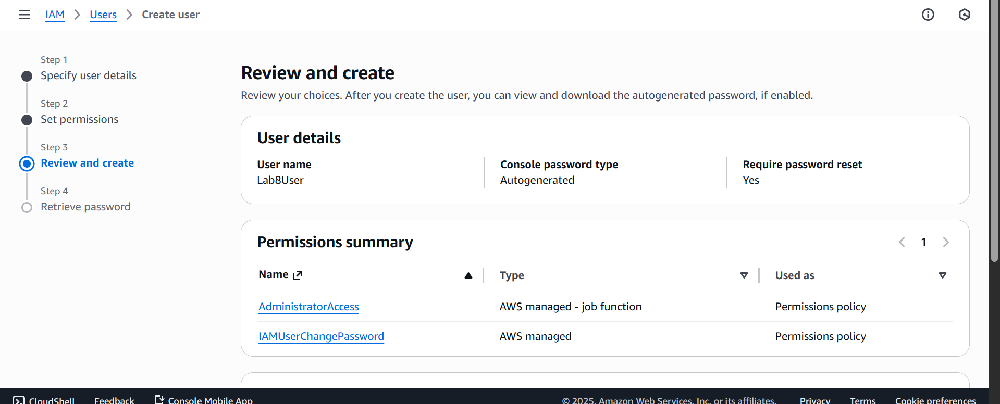 IAM > Users > Create user
Step 1
Specify user details
Step 2
Set permissions
Step 3
Review and create
Step 4
Retrieve password
Review and create
Review your choices. After you create the user, you can view and download the autogenerated password, if enabled.
User details
User name
Lab8User
Console password type
Autogenerated
Require password reset
Yes
Permissions summary
1
Name Type Used as
AdministratorAccess AWS managed - job function Permissions policy
IAMUserChangePassword AWS managed Permissions policy
CloudShell Feedback Console Mobile App © 2025, Amazon Web Services, Inc. or its affiliates. Privacy Terms Cookie preferences